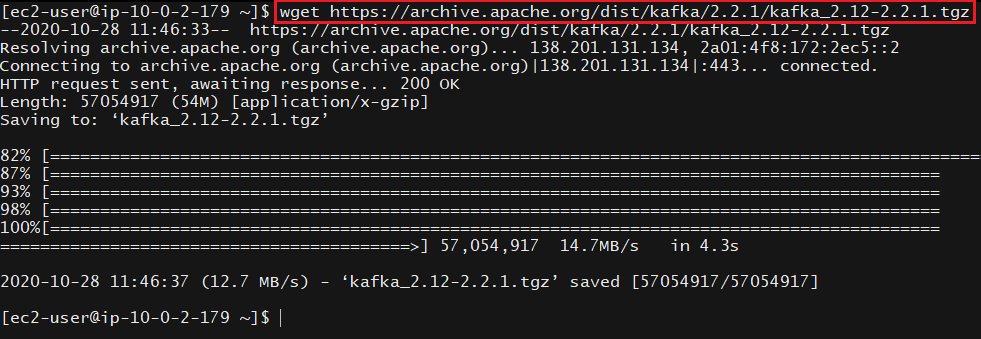 [ec2-user@ip-10-0-2-179 ~]$ wget https://archive.apache.org/dist/kafka/2.2.1/kafka_2.12-2.2.1.tgz
--2020-10-28 11:46:33--  https://archive.apache.org/dist/kafka/2.2.1/kafka_2.12-2.2.1.tgz
Resolving archive.apache.org (archive.apache.org)... 138.201.131.134, 2a01:4f8:172:2ec5::2
Connecting to archive.apache.org (archive.apache.org)|138.201.131.134|:443... connected.
HTTP request sent, awaiting response... 200 OK
Length: 57054917 (54M) [application/x-gzip]
Saving to: ‘kafka_2.12-2.2.1.tgz’
82% [=============================================================================================
87% [=========================================================================================
93% [=========================================================================================
98% [=========================================================================================
100%[=========================================================================================
=========================================>] 57,054,917  14.7MB/s   in 4.3s
2020-10-28 11:46:37 (12.7 MB/s) - ‘kafka_2.12-2.2.1.tgz’ saved [57054917/57054917]
[ec2-user@ip-10-0-2-179 ~]$